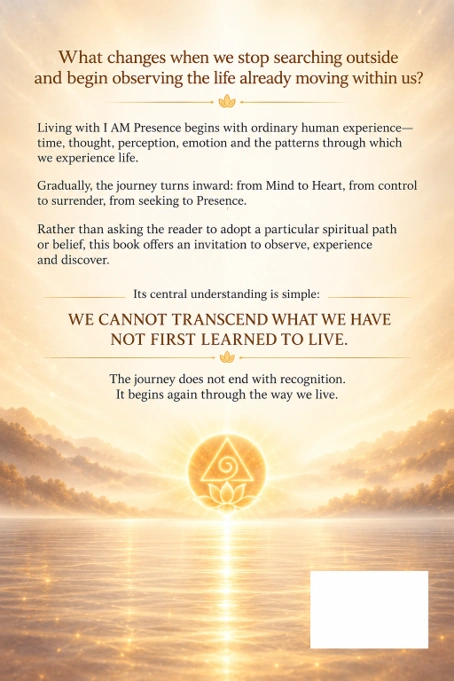 What changes when we stop searching outside
and begin observing the life already moving within us?
Living with I AM Presence begins with ordinary human experience—
time, thought, perception, emotion and the patterns through which
we experience life.
Gradually, the journey turns inward: from Mind to Heart, from control
to surrender, from seeking to Presence.
Rather than asking the reader to adopt a particular spiritual path
or belief, this book offers an invitation to observe, experience
and discover.
Its central understanding is simple:
WE CANNOT TRANSCEND WHAT WE HAVE
NOT FIRST LEARNED TO LIVE.
The journey does not end with recognition.
It begins again through the way we live.